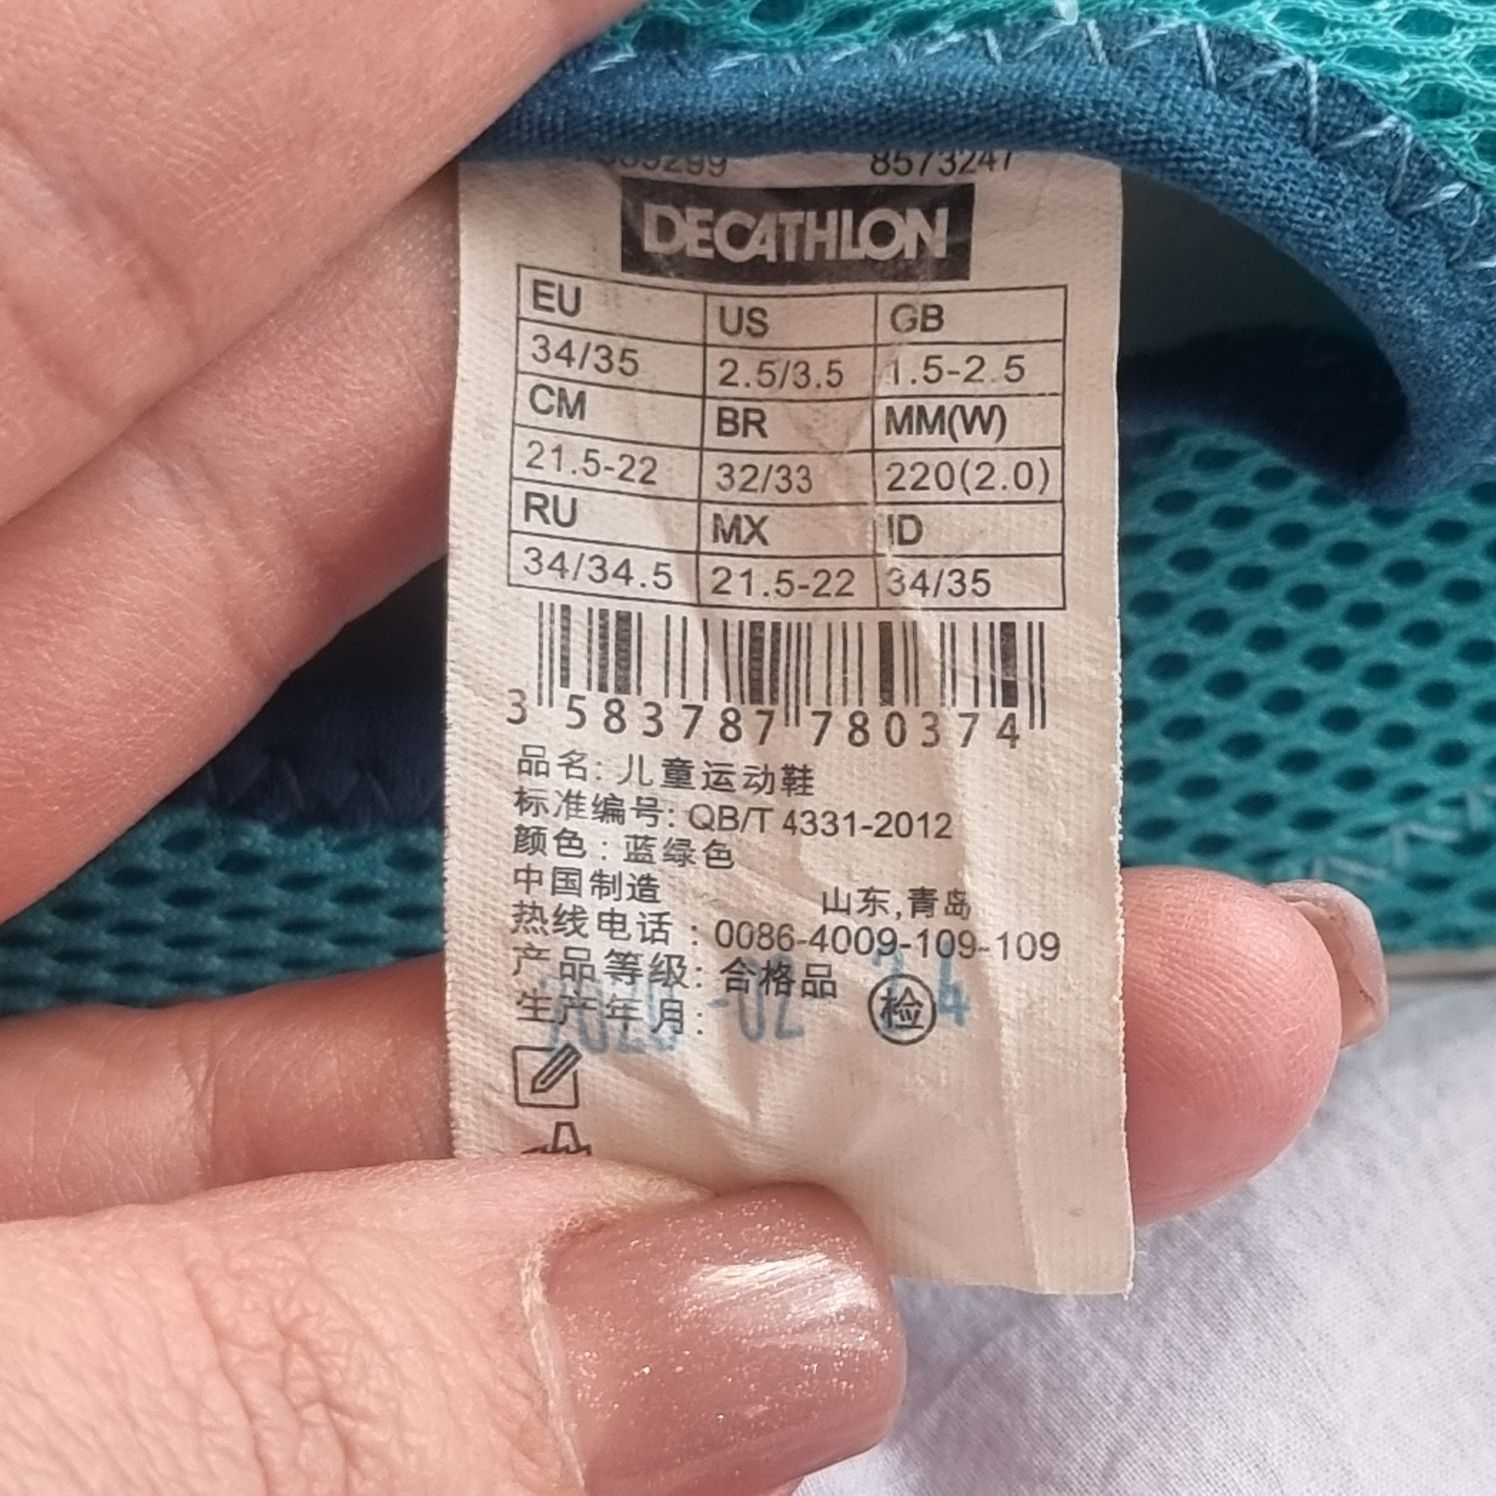 8573247
DECATHLON
EU US GB
34/35 2.5/3.5 1.5-2.5
CM BR MM(W)
21.5-22 32/33 220(2.0)
RU MX ID
34/34.5 21.5-22 34/35
3 583787 780374
品名: 儿童运动鞋
标准编号: QB/T 4331-2012
颜色: 蓝绿色
中国制造 山东,青岛
热线电话: 0086-4009-109-109
产品等级: 合格品
生产年月: 检